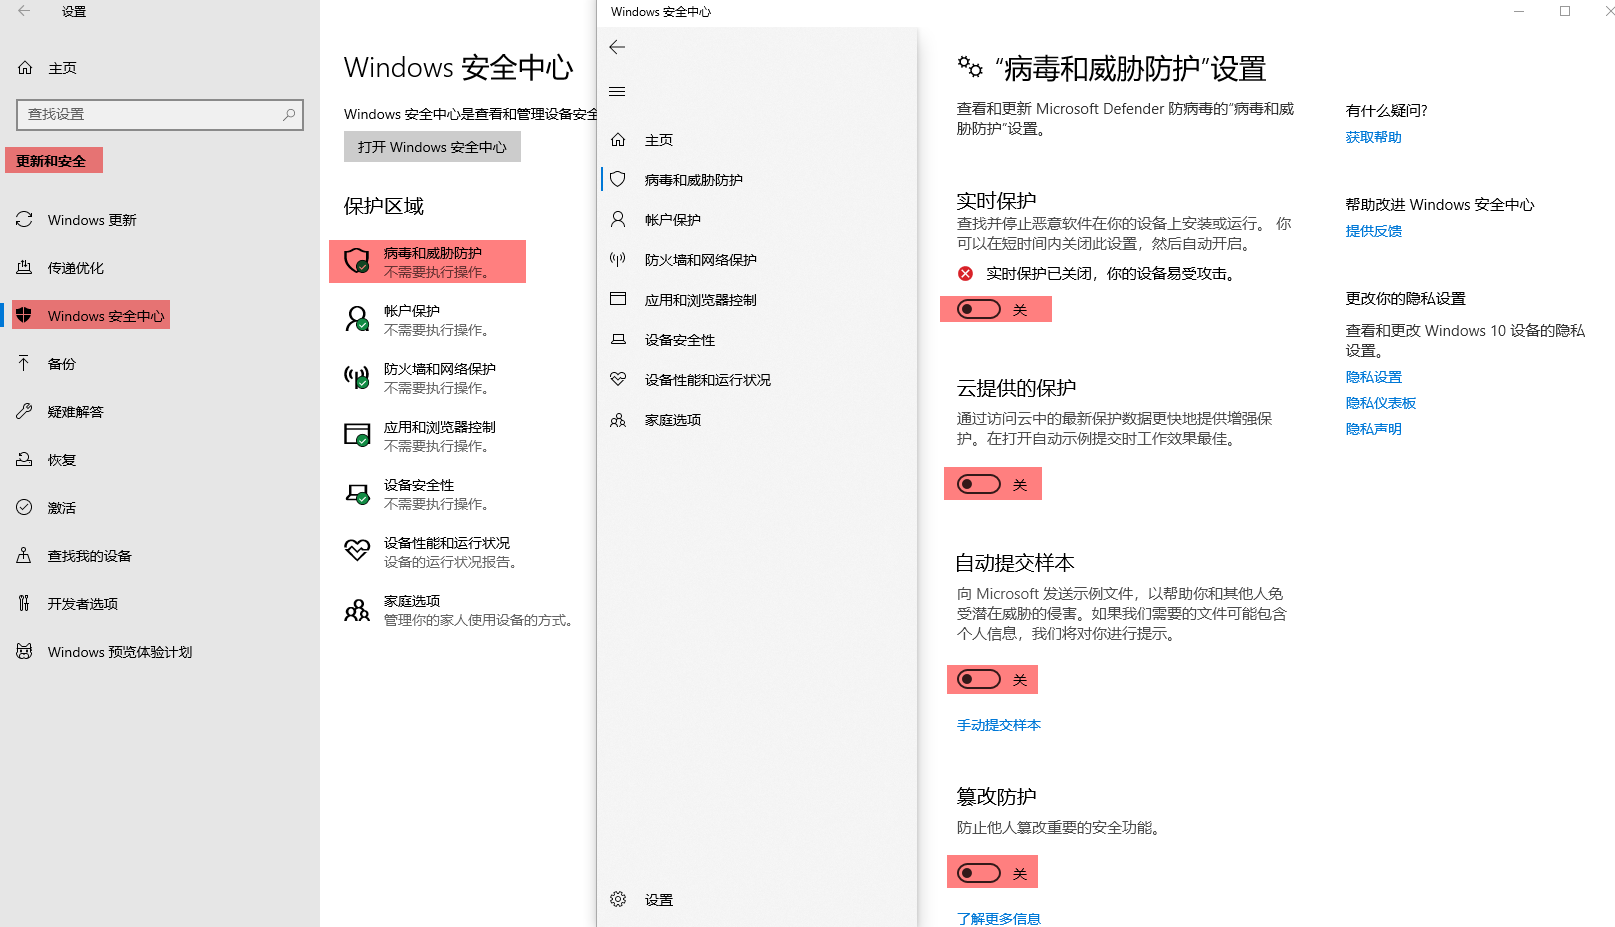 设置
主页
查找设置
更新和安全
Windows 更新
传递优化
Windows 安全中心
备份
疑难解答
恢复
激活
查找我的设备
开发者选项
Windows 预览体验计划
Windows 安全中心
Windows 安全中心是查看和管理设备安全
打开 Windows 安全中心
保护区域
病毒和威胁防护
不需要执行操作。
帐户保护
不需要执行操作。
防火墙和网络保护
不需要执行操作。
应用和浏览器控制
不需要执行操作。
设备安全性
不需要执行操作。
设备性能和运行状况
设备的运行状况报告。
家庭选项
管理你的家人使用设备的方式。
Windows 安全中心
主页
病毒和威胁防护
帐户保护
防火墙和网络保护
应用和浏览器控制
设备安全性
设备性能和运行状况
家庭选项
设置
“病毒和威胁防护”设置
查看和更新 Microsoft Defender 防病毒的“病毒和威
胁防护”设置。
实时保护
查找并停止恶意软件在你的设备上安装或运行。 你
可以在短时间内关闭此设置，然后自动开启。
实时保护已关闭，你的设备易受攻击。
关
云提供的保护
通过访问云中的最新保护数据更快地提供增强保
护。在打开自动示例提交时工作效果最佳。
关
自动提交样本
向 Microsoft 发送示例文件，以帮助你和其他人免
受潜在威胁的侵害。如果我们需要的文件可能包含
个人信息，我们将对你进行提示。
关
手动提交样本
篡改防护
防止他人篡改重要的安全功能。
关
了解更多信息
有什么疑问?
获取帮助
帮助改进 Windows 安全中心
提供反馈
更改你的隐私设置
查看和更改 Windows 10 设备的隐私
设置。
隐私设置
隐私仪表板
隐私声明